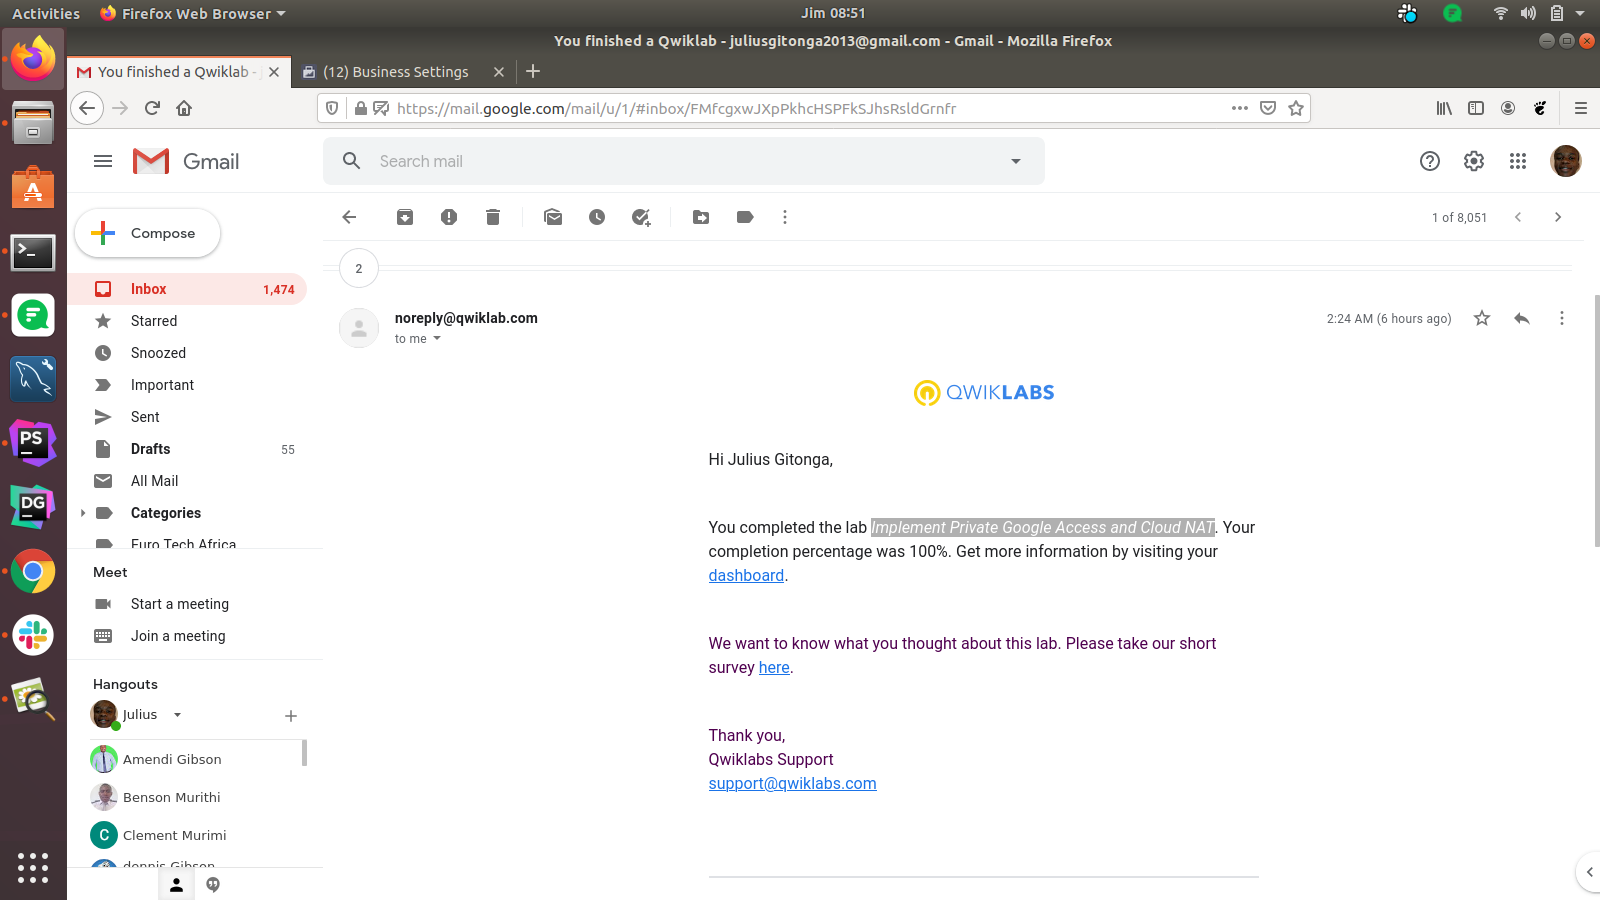 Activities
Firefox Web Browser
Jim 08:51
You finished a Qwiklab - juliusgitonga2013@gmail.com - Gmail - Mozilla Firefox
You finished a Qwiklab -
(12) Business Settings
https://mail.google.com/mail/u/1/#inbox/FMfcgxwJXpPkhcHSPFkSJhsRsldGrnfr
Gmail
Search mail
Compose
1 of 8,051
Inbox 1,474
Starred
Snoozed
Important
Sent
Drafts 55
All Mail
Categories
Euro Tech Africa
Meet
Start a meeting
Join a meeting
Hangouts
Julius
Amendi Gibson
Benson Murithi
C Clement Murimi
dennis Gibson
PS
DG
2
noreply@qwiklab.com
to me
2:24 AM (6 hours ago)
QWIKLABS
Hi Julius Gitonga,
You completed the lab Implement Private Google Access and Cloud NAT. Your
completion percentage was 100%. Get more information by visiting your
dashboard.
We want to know what you thought about this lab. Please take our short
survey here.
Thank you,
Qwiklabs Support
support@qwiklabs.com